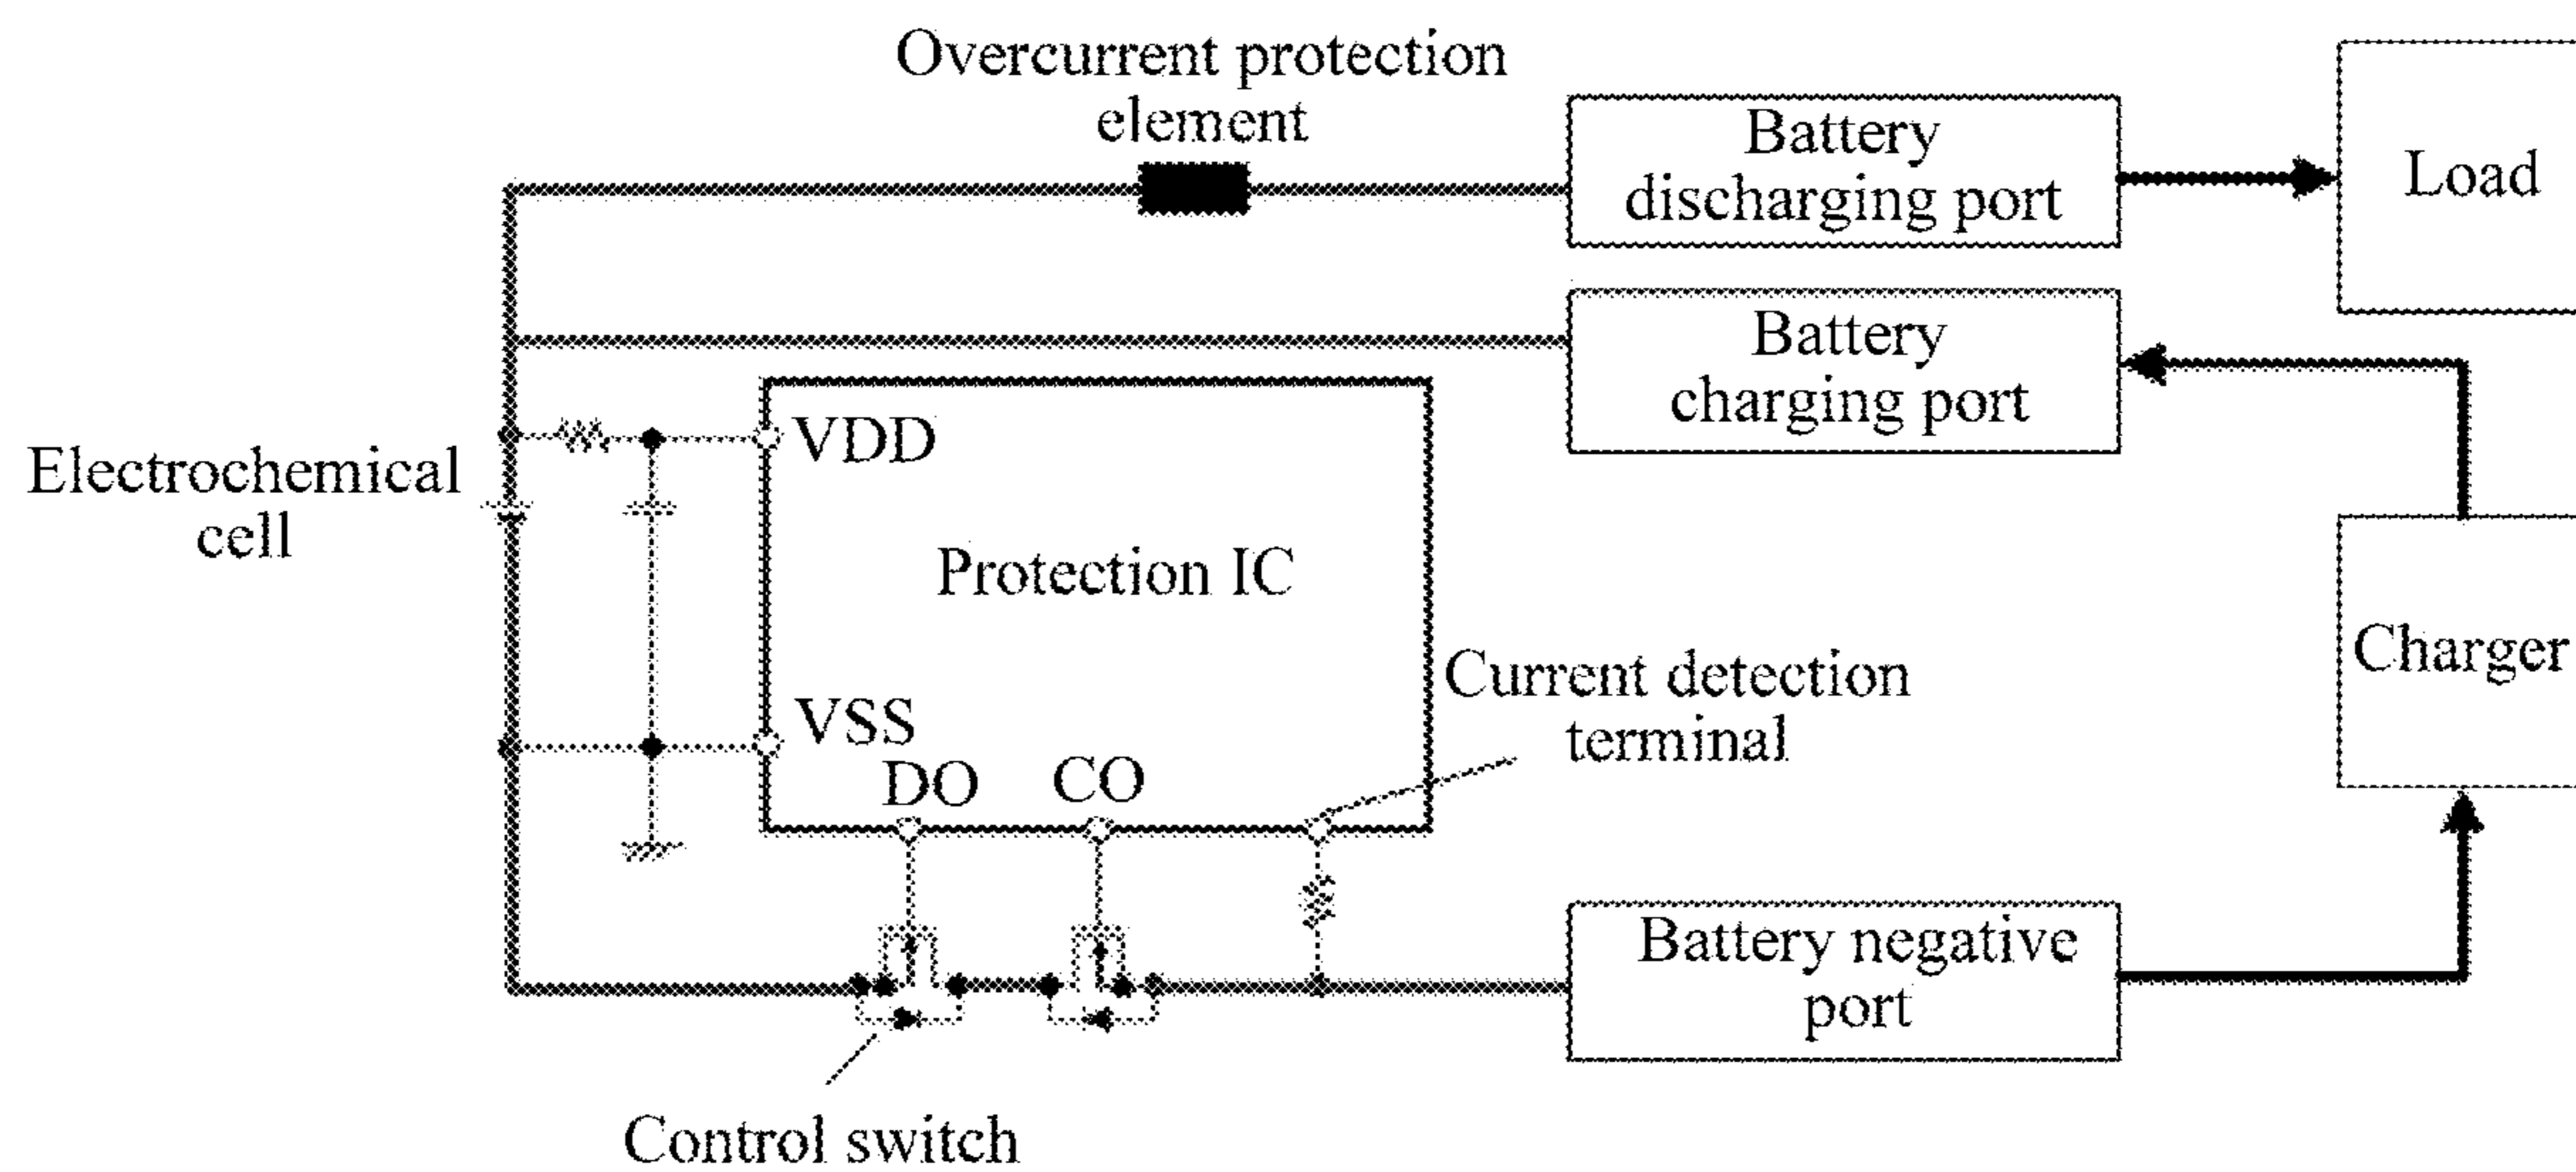 Overcurrent protection
element
Battery
discharging port
Load
Battery
charging port
Electrochemical
cell
VDD
Protection IC
VSS
DO
CO
Current detection
terminal
Charger
Battery negative
port
Control switch